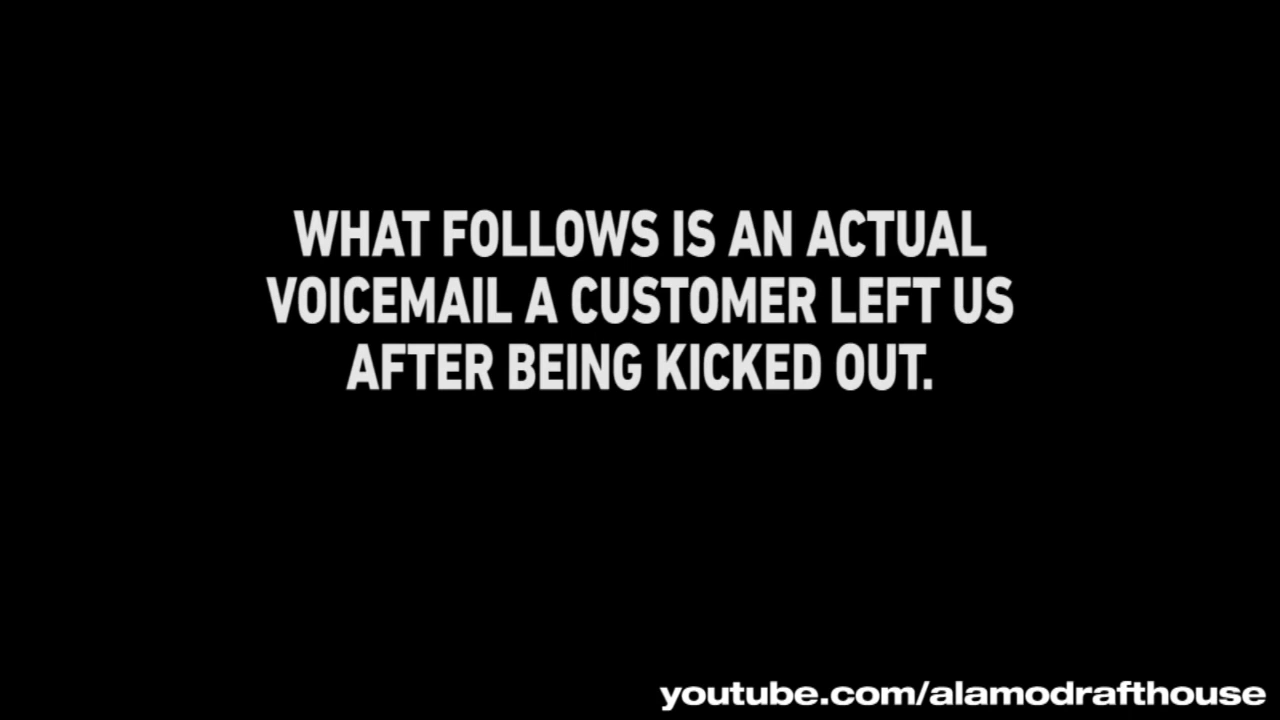 WHAT FOLLOWS IS AN ACTUAL
VOICEMAIL A CUSTOMER LEFT US
AFTER BEING KICKED OUT.
youtube.com/alamodrafthouse